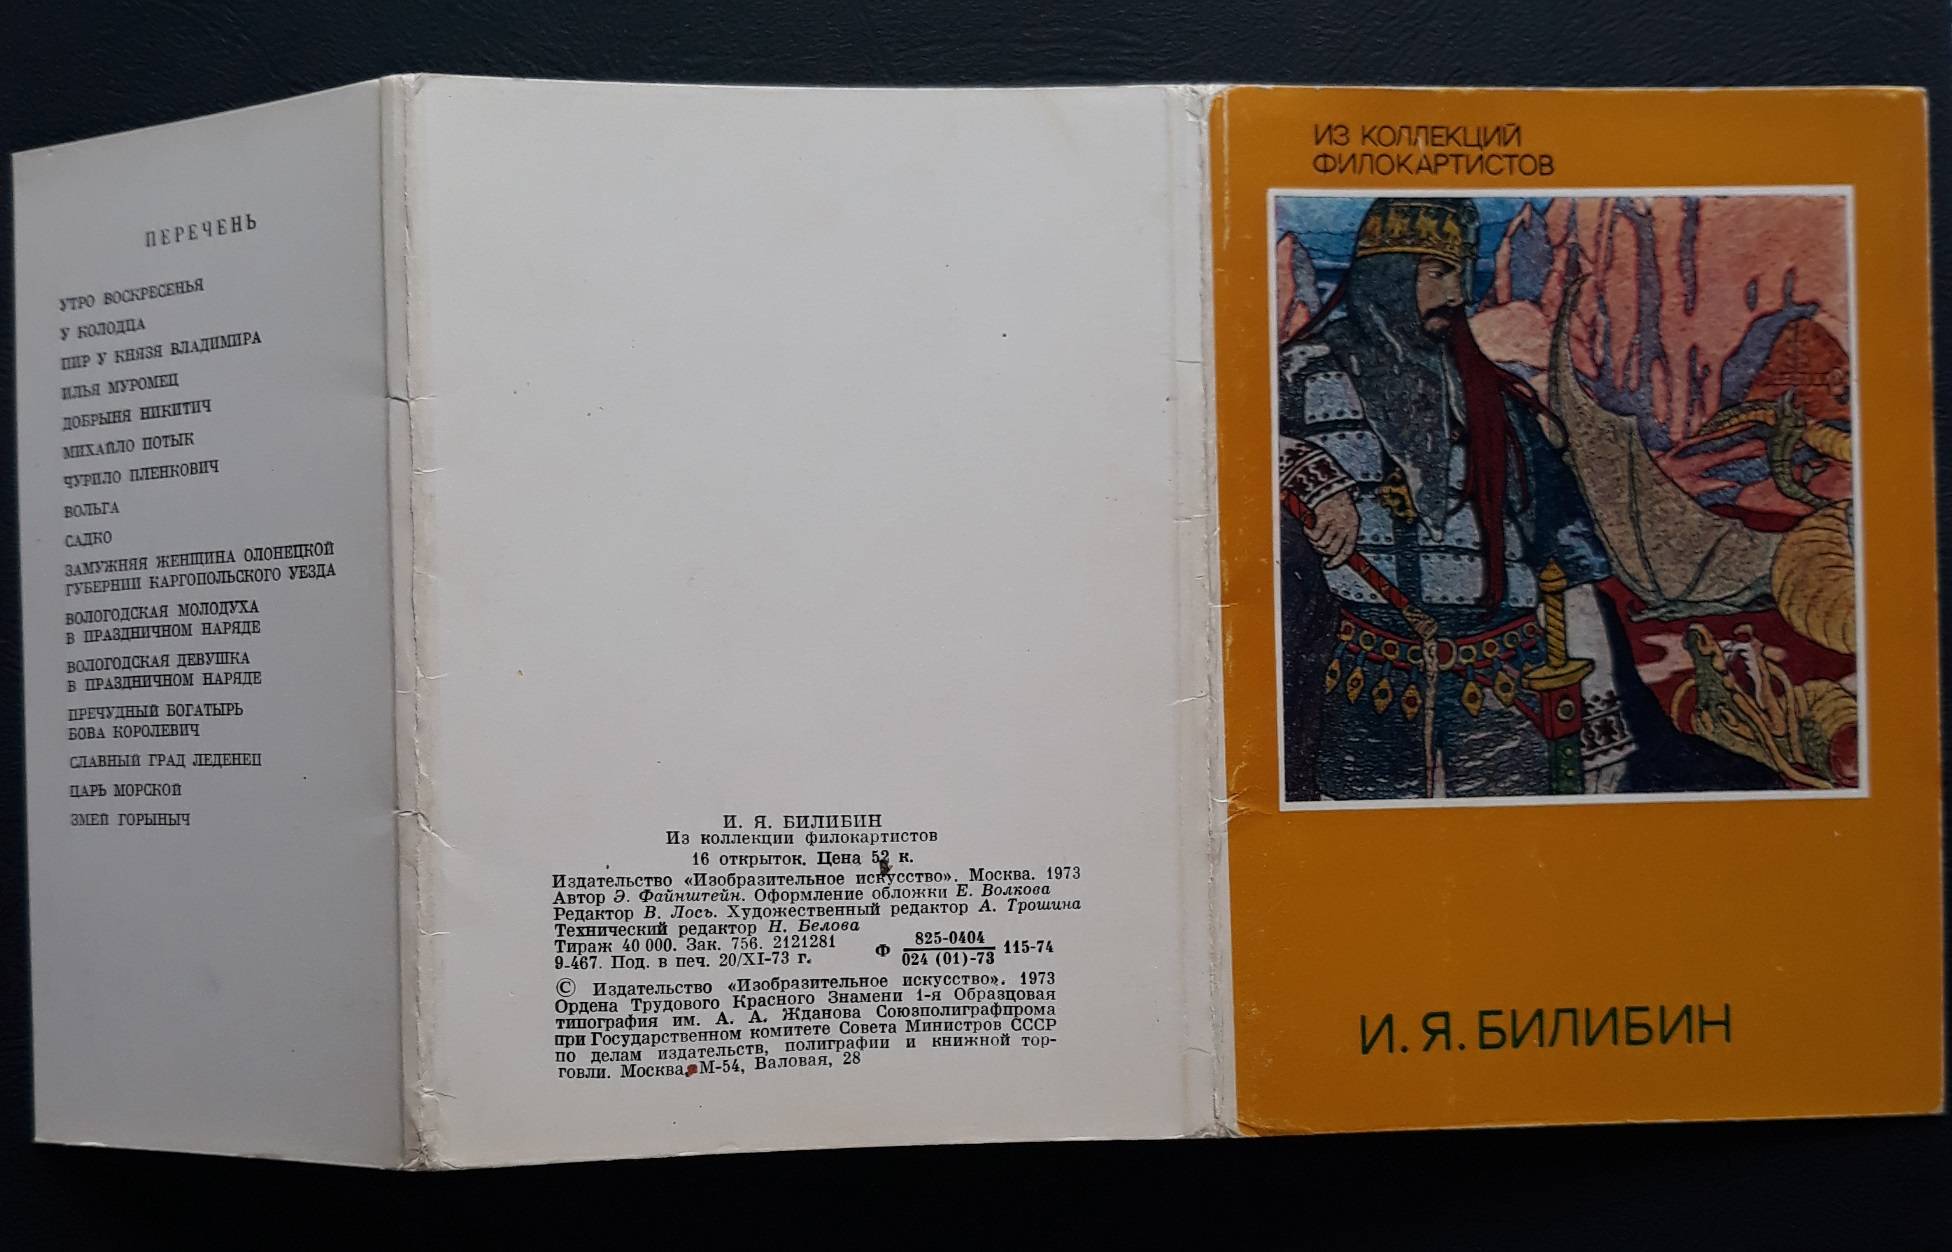 ПЕРЕЧЕНЬ
УТРО ВОСКРЕСЕНЬЯ
У КОЛОДЦА
ПИР У КНЯЗЯ ВЛАДИМИРА
ИЛЬЯ МУРОМЕЦ
ДОБРЫНЯ НИКИТИЧ
МИХАЙЛО ПОТЫК
ЧУРИЛО ПЛЕНКОВИЧ
ВОЛЬГА
САДКО
ЗАМУЖНЯЯ ЖЕНЩИНА ОЛОНЕЦКОЙ
ГУБЕРНИИ КАРГОПОЛЬСКОГО УЕЗДА
ВОЛОГОДСКАЯ МОЛОДУХА
В ПРАЗДНИЧНОМ НАРЯДЕ
ВОЛОГОДСКАЯ ДЕВУШКА
В ПРАЗДНИЧНОМ НАРЯДЕ
ПРЕЧУДНЫЙ БОГАТЫРЬ
БОВА КОРОЛЕВИЧ
СЛАВНЫЙ ГРАД ЛЕДЕНЕЦ
ЦАРЬ МОРСКОЙ
ЗМЕЙ ГОРЫНЫЧ
И. Я. БИЛИБИН
Из коллекции филокартистов
16 открыток. Цена 52 к.
Издательство «Изобразительное искусство». Москва. 1973
Автор Э. Файнштейн. Оформление обложки Е. Волкова
Редактор В. Лось. Художественный редактор А. Трошина
Технический редактор Н. Белова
Тираж 40 000. Зак. 756. 2121281
9-467. Под. в печ. 20/XI-73 г.
Ф 825-0404 115-74
024 (01)-73
© Издательство «Изобразительное искусство». 1973
Ордена Трудового Красного Знамени 1-я Образцовая
типография им. А. А. Жданова Союзполиграфпрома
при Государственном комитете Совета Министров СССР
по делам издательств, полиграфии и книжной тор-
говли. Москва, М-54, Валовая, 28
ИЗ КОЛЛЕКЦИЙ
ФИЛОКАРТИСТОВ
И. Я. БИЛИБИН